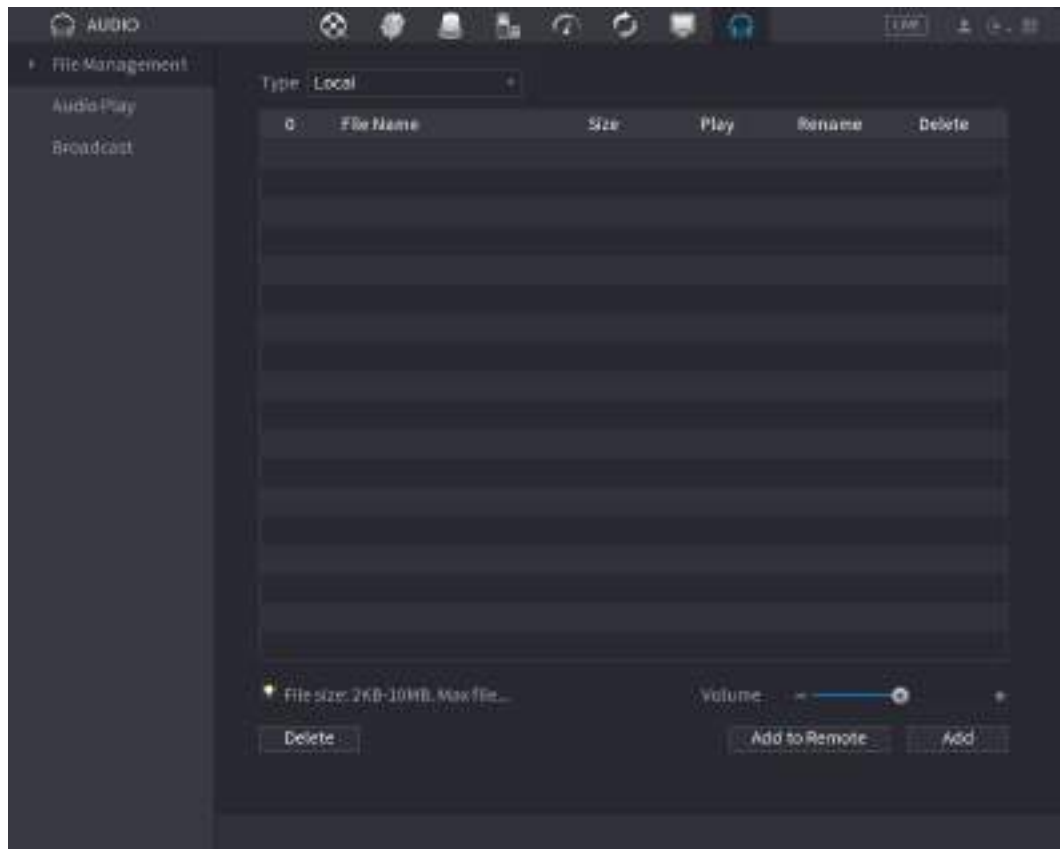 AUDIO
LIVE
File Management
Audio Play
Broadcast
Type Local
0 File Name Size Play Rename Delete
File size: 2KB-10MB. Max file...
Volume
Delete Add to Remote Add